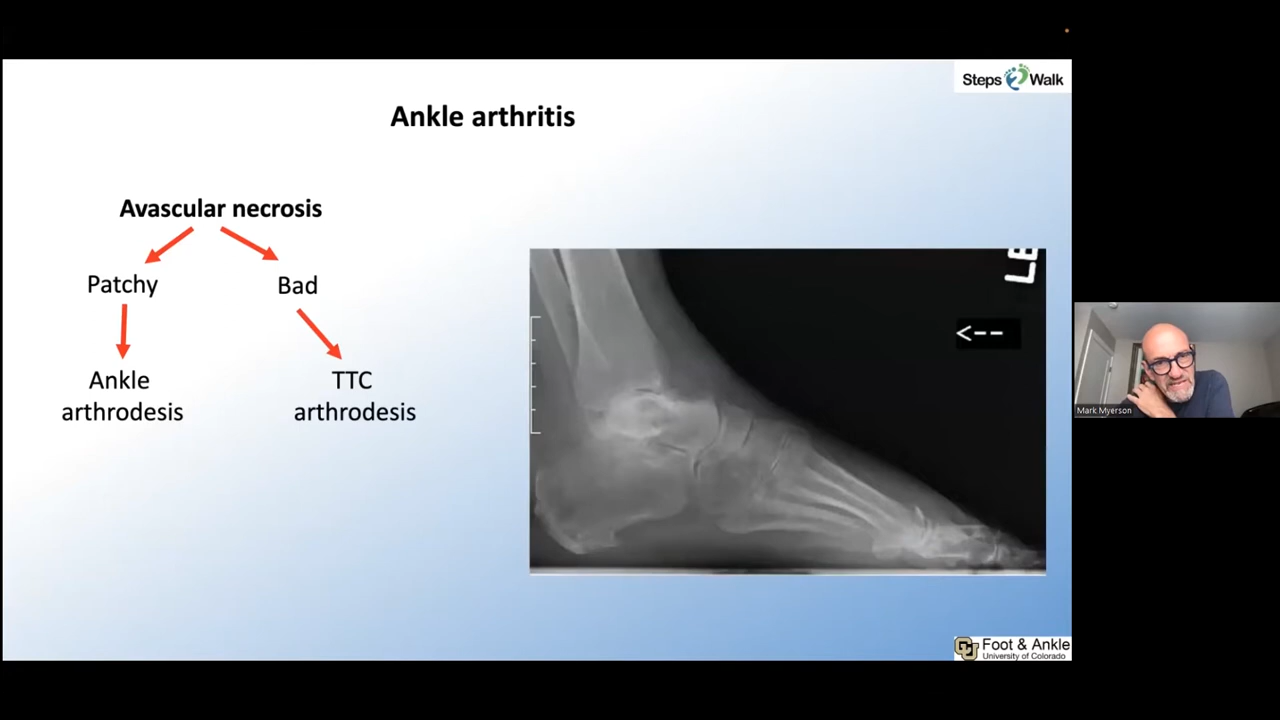 Steps 2 Walk
Ankle arthritis
Avascular necrosis
Patchy
Bad
Ankle
arthrodesis
TTC
arthrodesis
LE
<--
Mark Myerson
CU
Foot & Ankle
University of Colorado